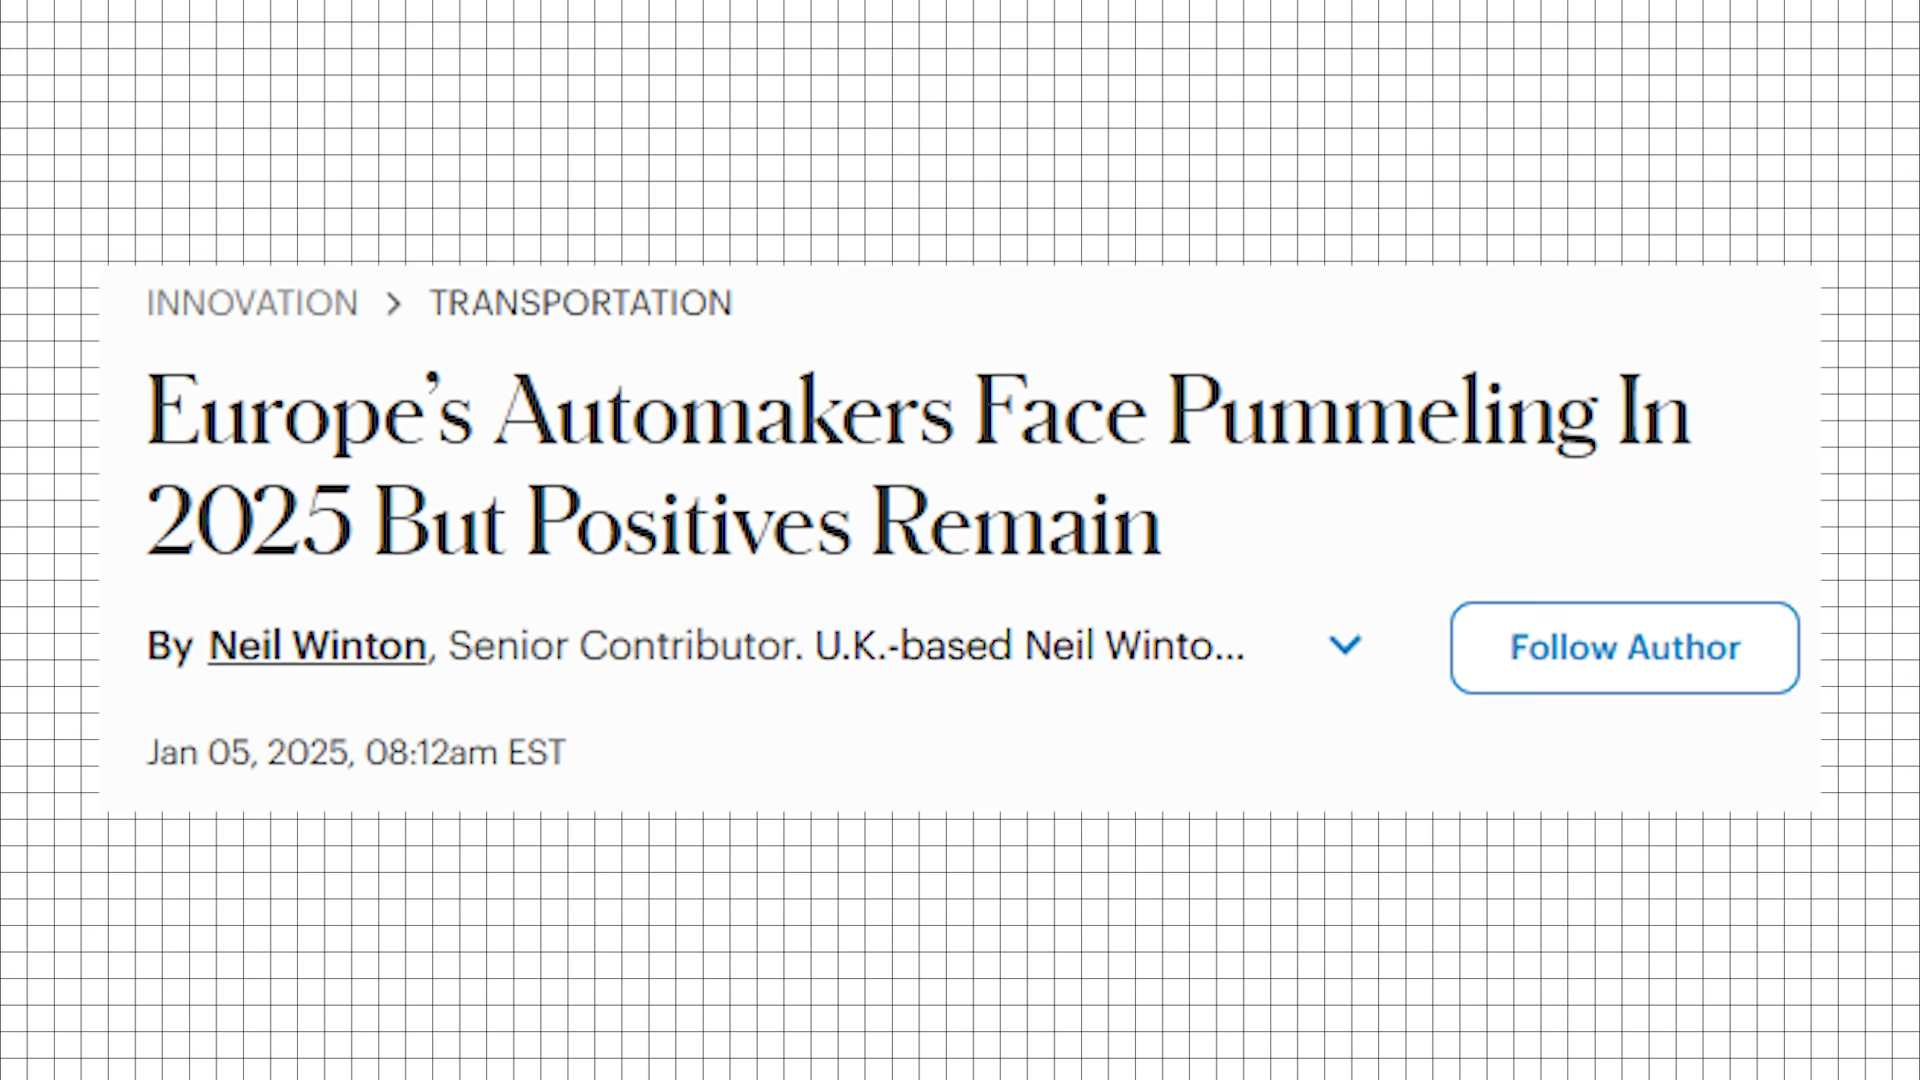 INNOVATION > TRANSPORTATION
Europe’s Automakers Face Pummeling In
2025 But Positives Remain
By Neil Winton, Senior Contributor. U.K.-based Neil Winto...
Follow Author
Jan 05, 2025, 08:12am EST